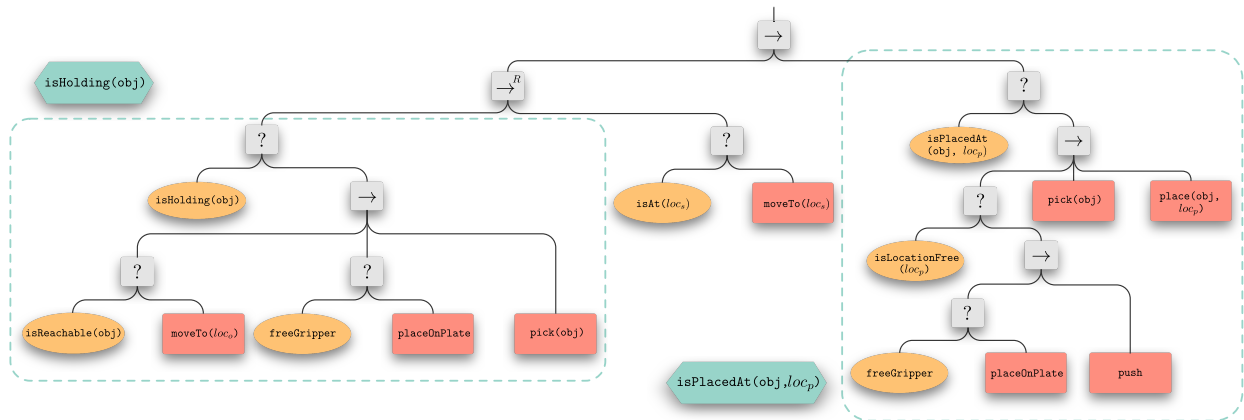 →
→R
?
isHolding(obj)
?
?
isPlacedAt
(obj, locp)
→
isHolding(obj)
→
isAt(locs)
moveTo(locs)
?
pick(obj)
place(obj,
locp)
isLocationFree
(locp)
→
?
?
isReachable(obj)
moveTo(loco)
freeGripper
placeOnPlate
pick(obj)
?
freeGripper
placeOnPlate
push
isPlacedAt(obj,locp)